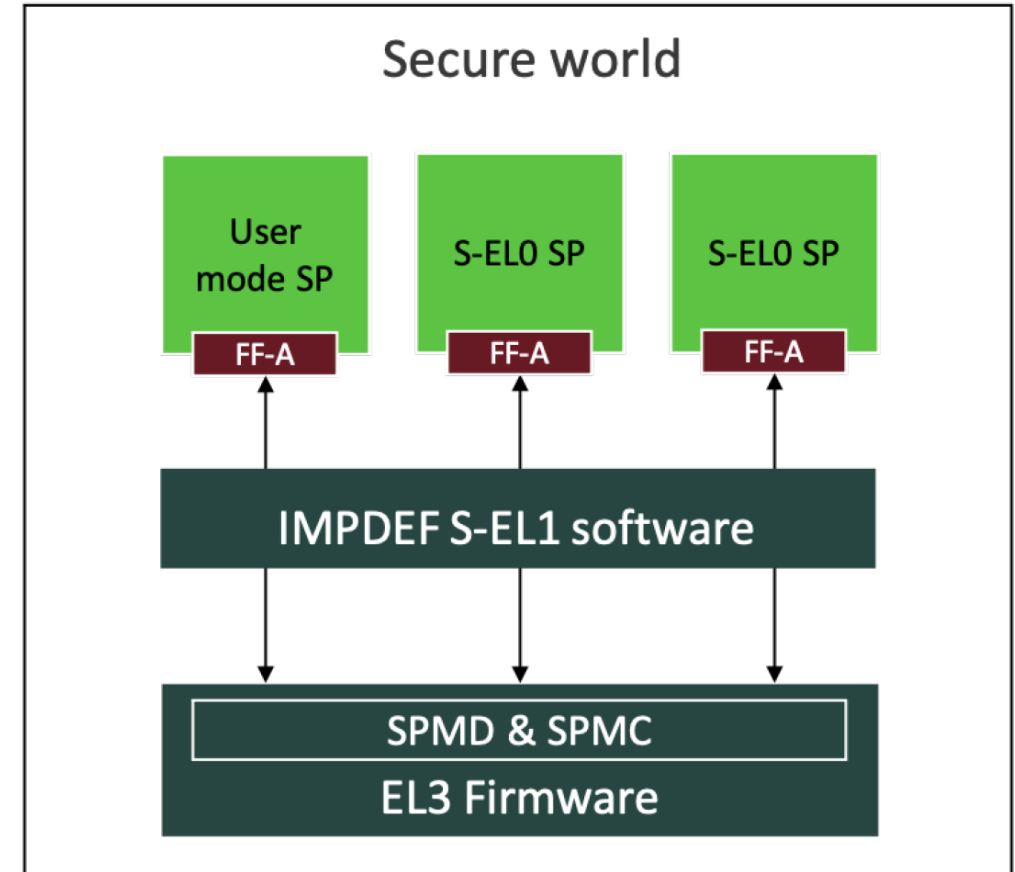 Secure world
User
mode SP
S-EL0 SP
S-EL0 SP
FF-A
FF-A
FF-A
IMPDEF S-EL1 software
SPMD & SPMC
EL3 Firmware